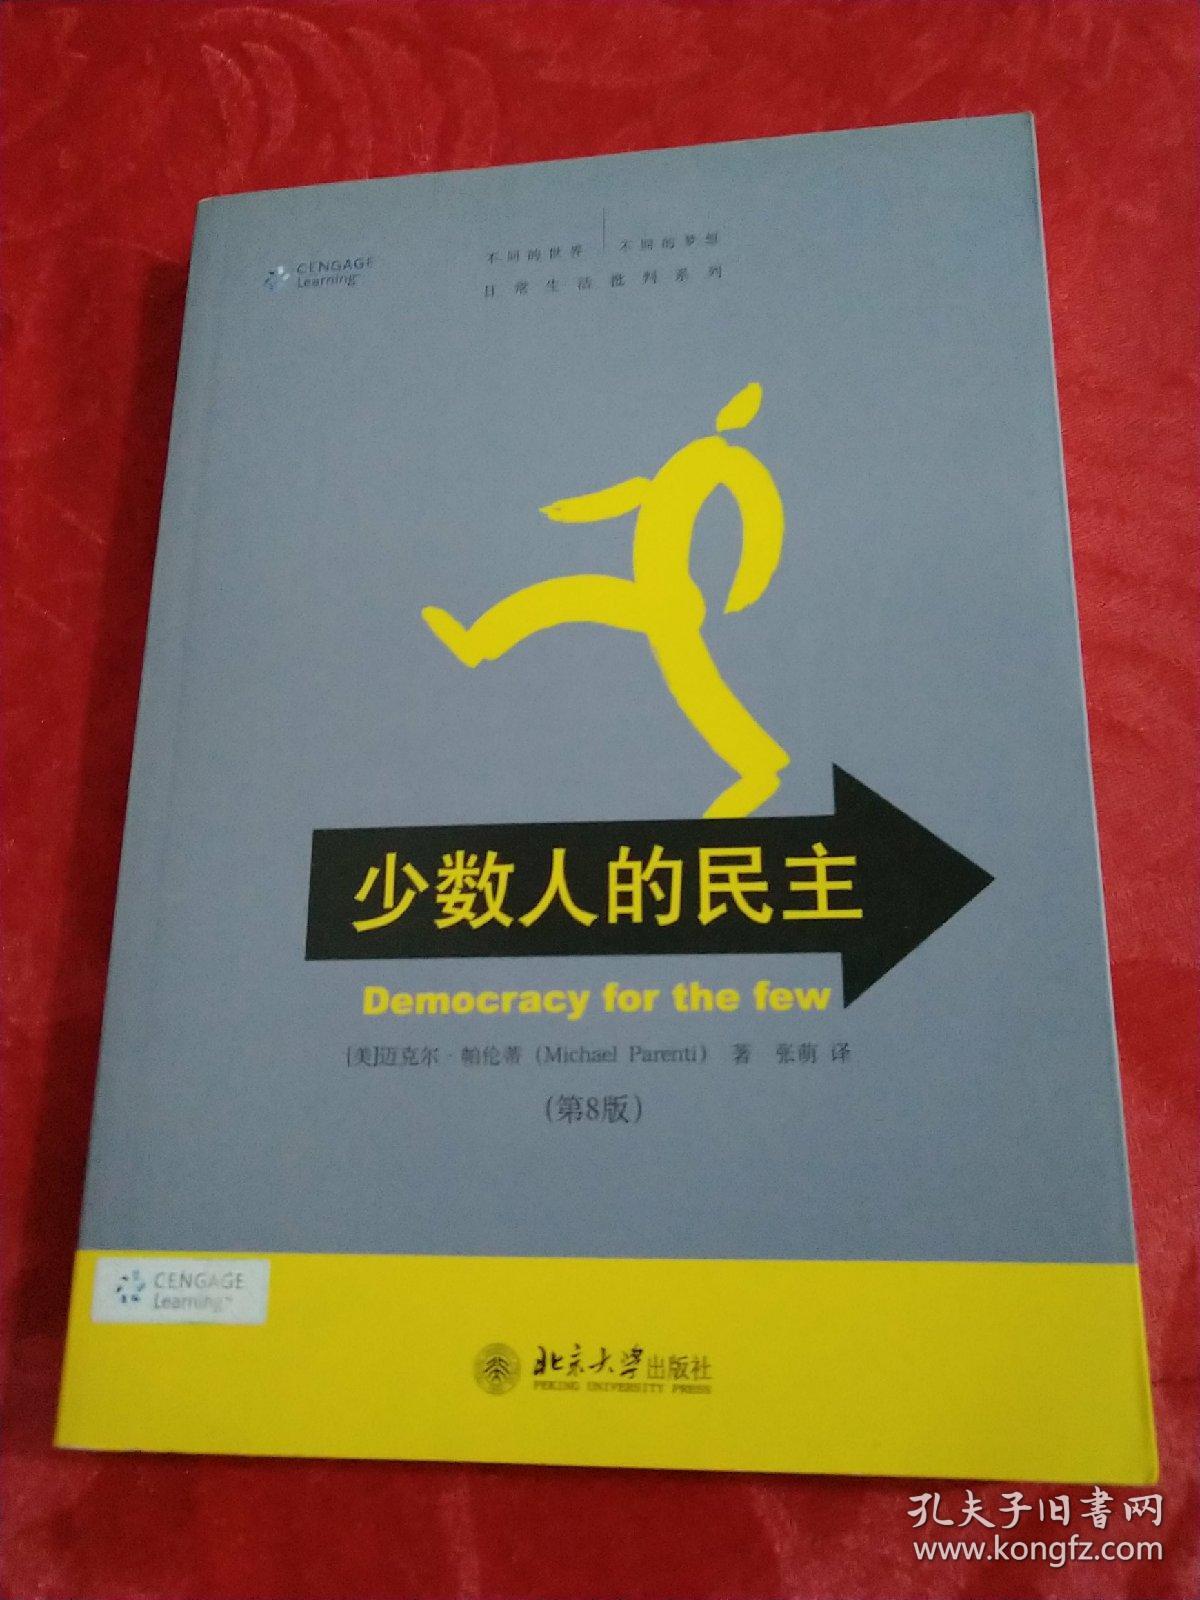 CENGAGE
Learning™
不同的世界 不同的梦想
日常生活批判系列
少数人的民主
Democracy for the few
[美]迈克尔·帕伦蒂 (Michael Parenti) 著 张萌 译
(第8版)
CENGAGE
Learning™
北京大学出版社
PEKING UNIVERSITY PRESS
孔夫子旧书网
www.kongfz.com